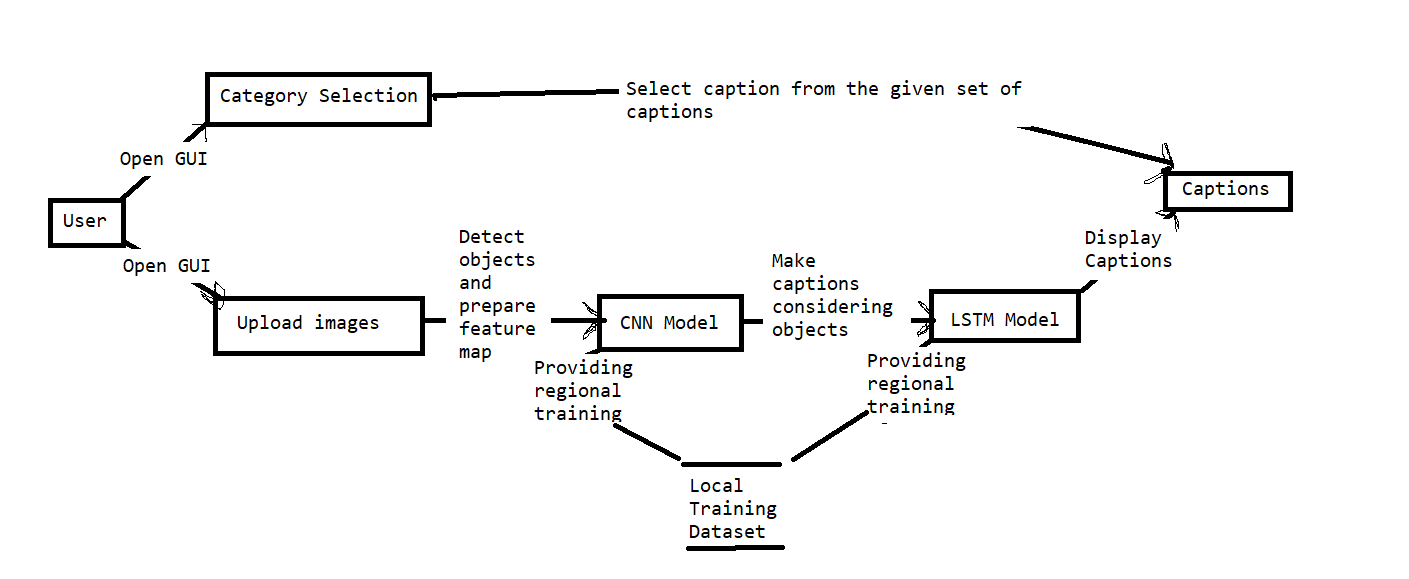 Category Selection
Select caption from the given set of
captions
Open GUI
Captions
User
Open GUI
Display
Captions
Detect
objects
and
prepare
feature
map
Make
captions
considering
objects
Upload images
CNN Model
LSTM Model
Providing
regional
training
Providing
regional
training
Local
Training
Dataset